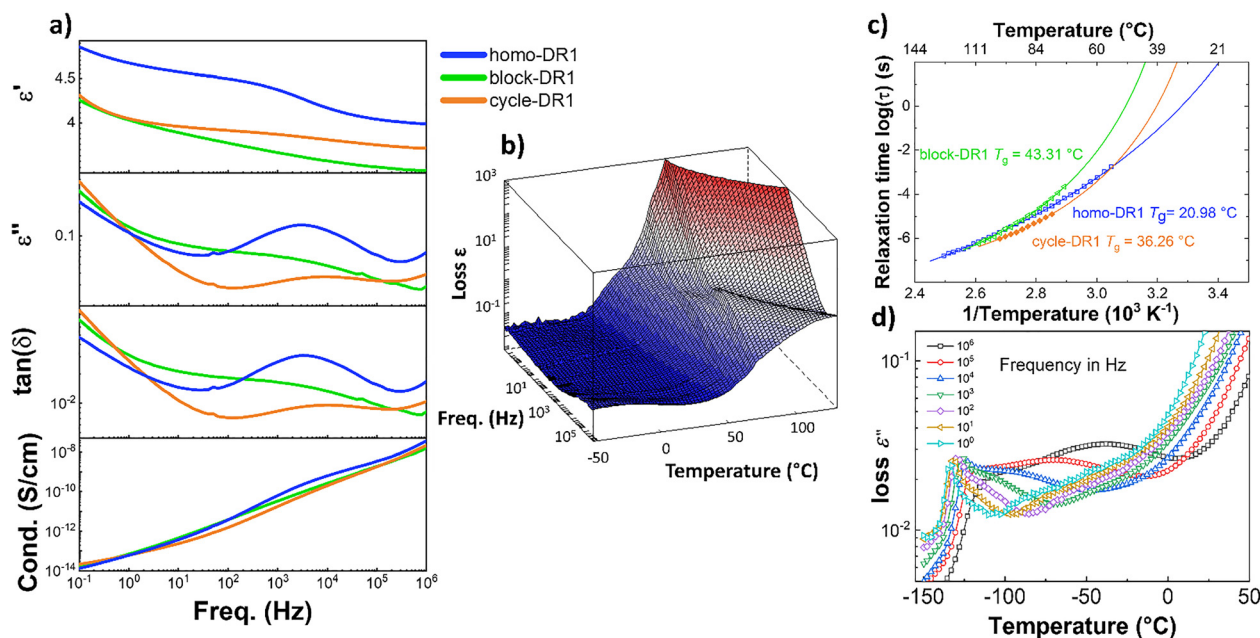 a)
homo-DR1
block-DR1
cycle-DR1
ε'
4.5
4
ε''
0.1
tan(δ)
10⁻²
Cond. (S/cm)
10⁻⁸
10⁻¹⁰
10⁻¹²
10⁻¹⁴
10⁻¹ 10⁰ 10¹ 10² 10³ 10⁴ 10⁵ 10⁶
Freq. (Hz)
b)
Loss ε
10³
10¹
10⁻¹
Freq. (Hz)
10¹
10³
10⁵
-50 0 50 100
Temperature (°C)
c)
Temperature (°C)
144 111 84 60 39 21
Relaxation time log(τ) (s)
0
-2
-4
-6
block-DR1 Tg = 43.31 °C
homo-DR1 Tg= 20.98 °C
cycle-DR1 Tg = 36.26 °C
2.4 2.6 2.8 3.0 3.2 3.4
1/Temperature (10³ K⁻¹)
d)
loss ε''
10⁻¹
10⁻²
Frequency in Hz
10⁶
10⁵
10⁴
10³
10²
10¹
10⁰
-150 -100 -50 0 50
Temperature (°C)